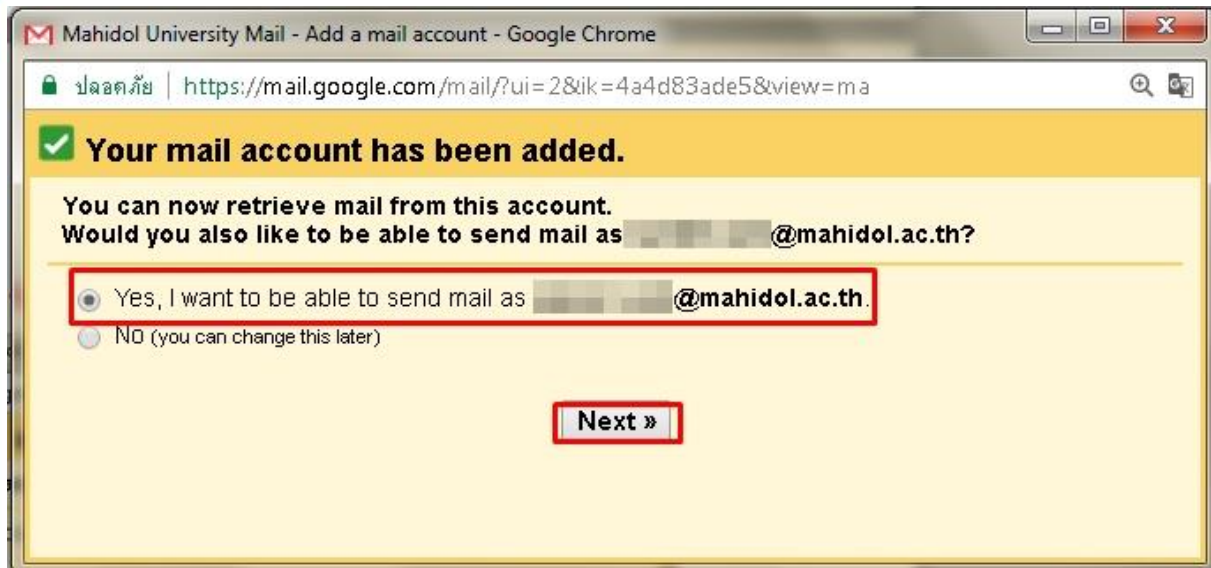 Mahidol University Mail - Add a mail account - Google Chrome
ปลอดภัย | https://mail.google.com/mail/?ui=2&ik=4a4d83ade5&view=ma
Your mail account has been added.
You can now retrieve mail from this account.
Would you also like to be able to send mail as @mahidol.ac.th?
Yes, I want to be able to send mail as @mahidol.ac.th.
No (you can change this later)
Next »